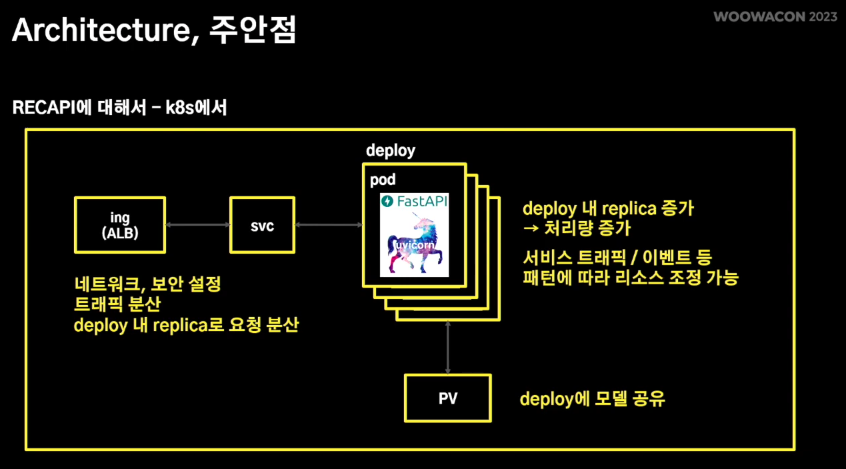 Architecture, 주안점
WOOWACON 2023
RECAPI에 대해서 – k8s에서
deploy
pod
FastAPI
uvicorn
ing
(ALB)
svc
네트워크, 보안 설정
트래픽 분산
deploy 내 replica로 요청 분산
deploy 내 replica 증가
→ 처리량 증가
서비스 트래픽 / 이벤트 등
패턴에 따라 리소스 조정 가능
PV
deploy에 모델 공유